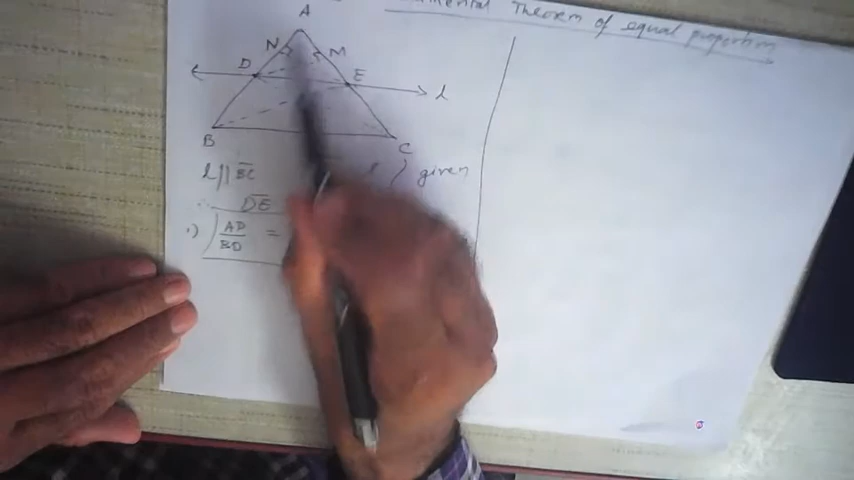 Theorem of equal proportion
A
N
M
D
E
l
B
C
l || BC
given
∴ DE
i) AD/BD =